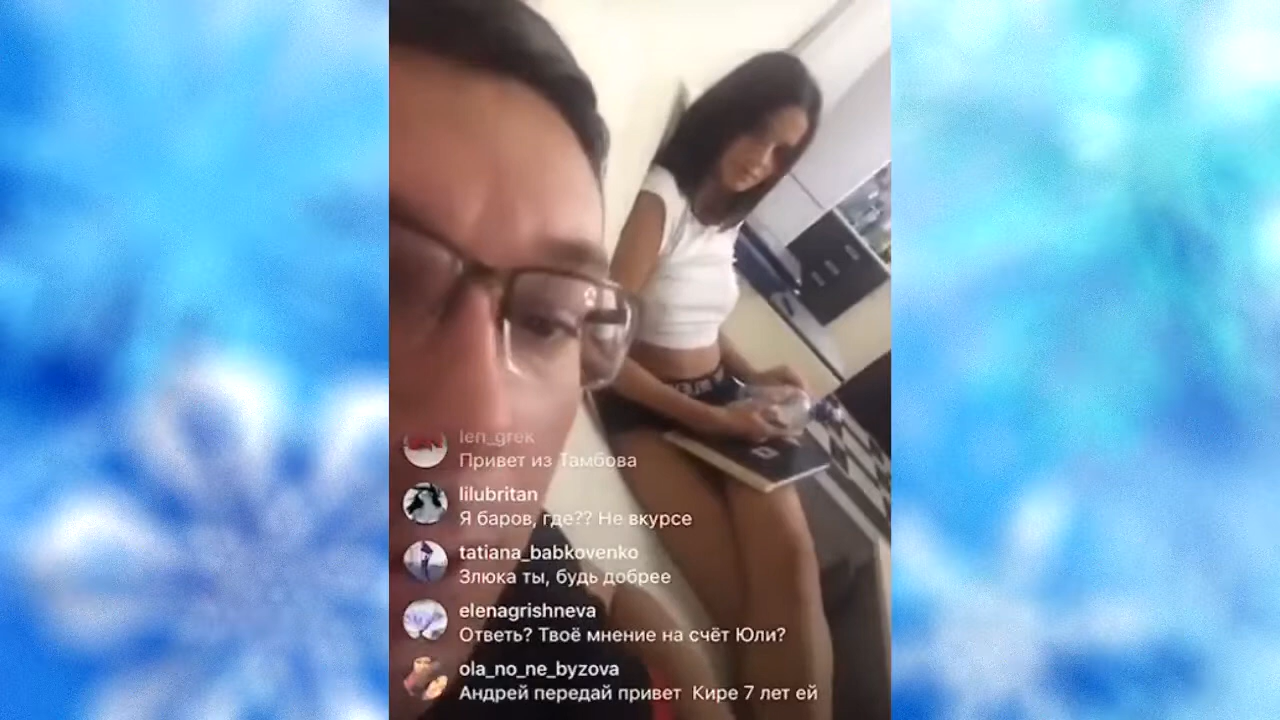 len_grek
Привет из Тамбова
lilubritan
Я баров, где?? Не вкурсе
tatiana_babkovenko
Злюка ты, будь добрее
elenagrishneva
Ответь? Твоё мнение на счёт Юли?
ola_no_ne_byzova
Андрей передай привет Кире 7 лет ей